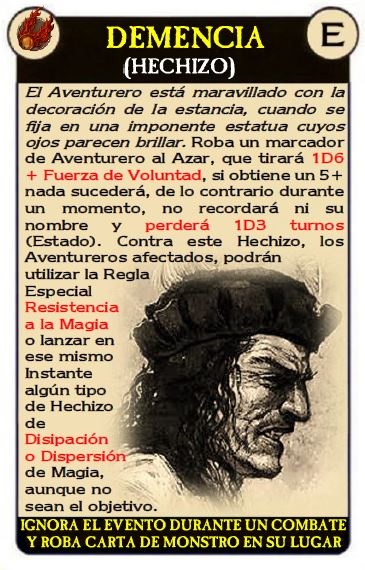 DEMENCIA
E
(HECHIZO)
El Aventurero está maravillado con la
decoración de la estancia, cuando se
fija en una imponente estatua cuyos
ojos parecen brillar. Roba un marcador
de Aventurero al Azar, que tirará 1D6
+ Fuerza de Voluntad, si obtiene un 5+
nada sucederá, de lo contrario durante
un momento, no recordará ni su
nombre y perderá 1D3 turnos
(Estado). Contra este Hechizo, los
Aventureros afectados, podrán
utilizar la Regla
Especial
Resistencia
a la Magia
o lanzar en
ese mismo
Instante
algún tipo
de Hechizo
de
Disipación
o Dispersión
de Magia,
aunque no
sean el objetivo.
IGNORA EL EVENTO DURANTE UN COMBATE
Y ROBA CARTA DE MONSTRO EN SU LUGAR